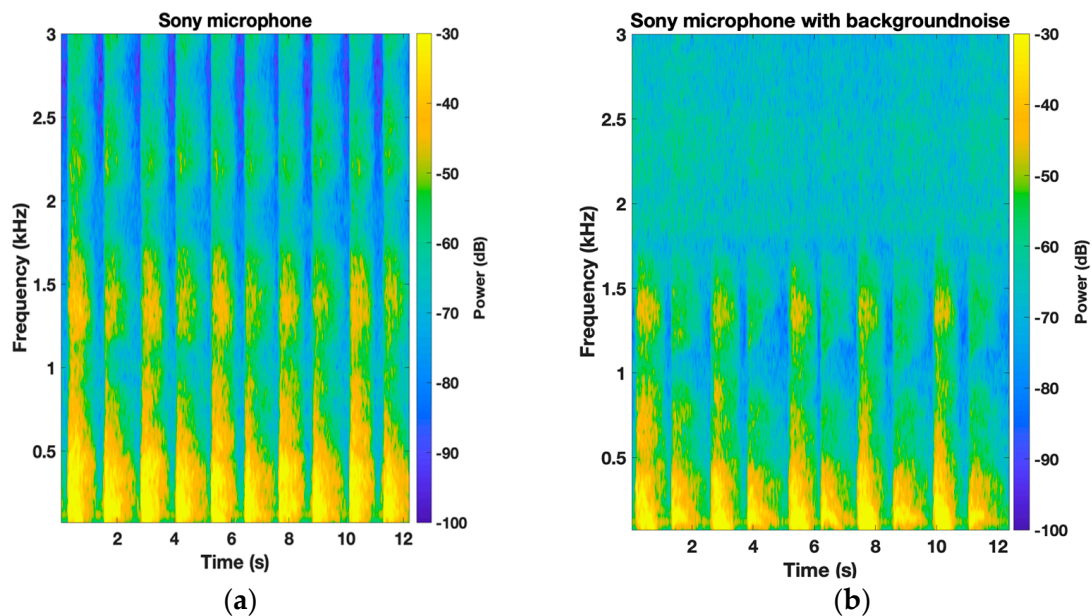 Sony microphone
3
2.5
2
1.5
1
0.5
Frequency (kHz)
2 4 6 8 10 12
Time (s)
-30
-40
-50
-60
-70
-80
-90
-100
Power (dB)
(a)
Sony microphone with backgroundnoise
3
2.5
2
1.5
1
0.5
Frequency (kHz)
2 4 6 8 10 12
Time (s)
-30
-40
-50
-60
-70
-80
-90
-100
Power (dB)
(b)